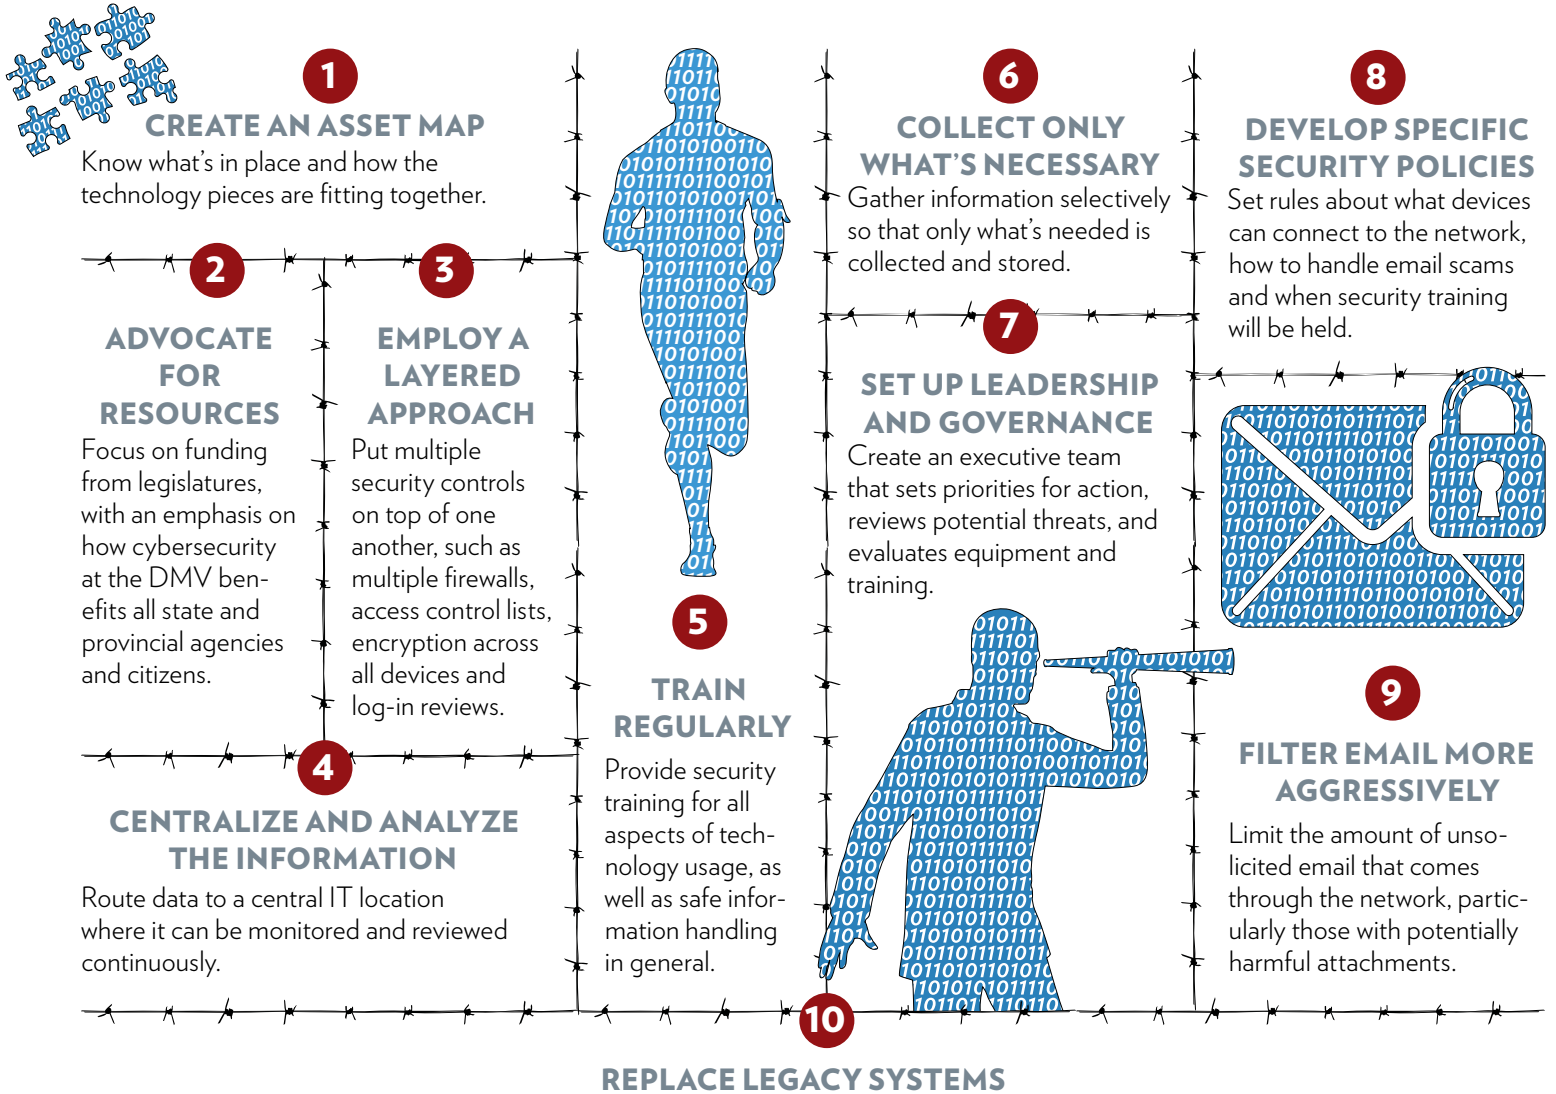 1
CREATE AN ASSET MAP
Know what's in place and how the
technology pieces are fitting together.
2
ADVOCATE
FOR
RESOURCES
Focus on funding
from legislatures,
with an emphasis on
how cybersecurity
at the DMV ben-
efits all state and
provincial agencies
and citizens.
3
EMPLOY A
LAYERED
APPROACH
Put multiple
security controls
on top of one
another, such as
multiple firewalls,
access control lists,
encryption across
all devices and
log-in reviews.
4
CENTRALIZE AND ANALYZE
THE INFORMATION
Route data to a central IT location
where it can be monitored and reviewed
continuously.
5
TRAIN
REGULARLY
Provide security
training for all
aspects of tech-
nology usage, as
well as safe infor-
mation handling
in general.
6
COLLECT ONLY
WHAT'S NECESSARY
Gather information selectively
so that only what's needed is
collected and stored.
7
SET UP LEADERSHIP
AND GOVERNANCE
Create an executive team
that sets priorities for action,
reviews potential threats, and
evaluates equipment and
training.
8
DEVELOP SPECIFIC
SECURITY POLICIES
Set rules about what devices
can connect to the network,
how to handle email scams
and when security training
will be held.
9
FILTER EMAIL MORE
AGGRESSIVELY
Limit the amount of unso-
licited email that comes
through the network, partic-
ularly those with potentially
harmful attachments.
10
REPLACE LEGACY SYSTEMS